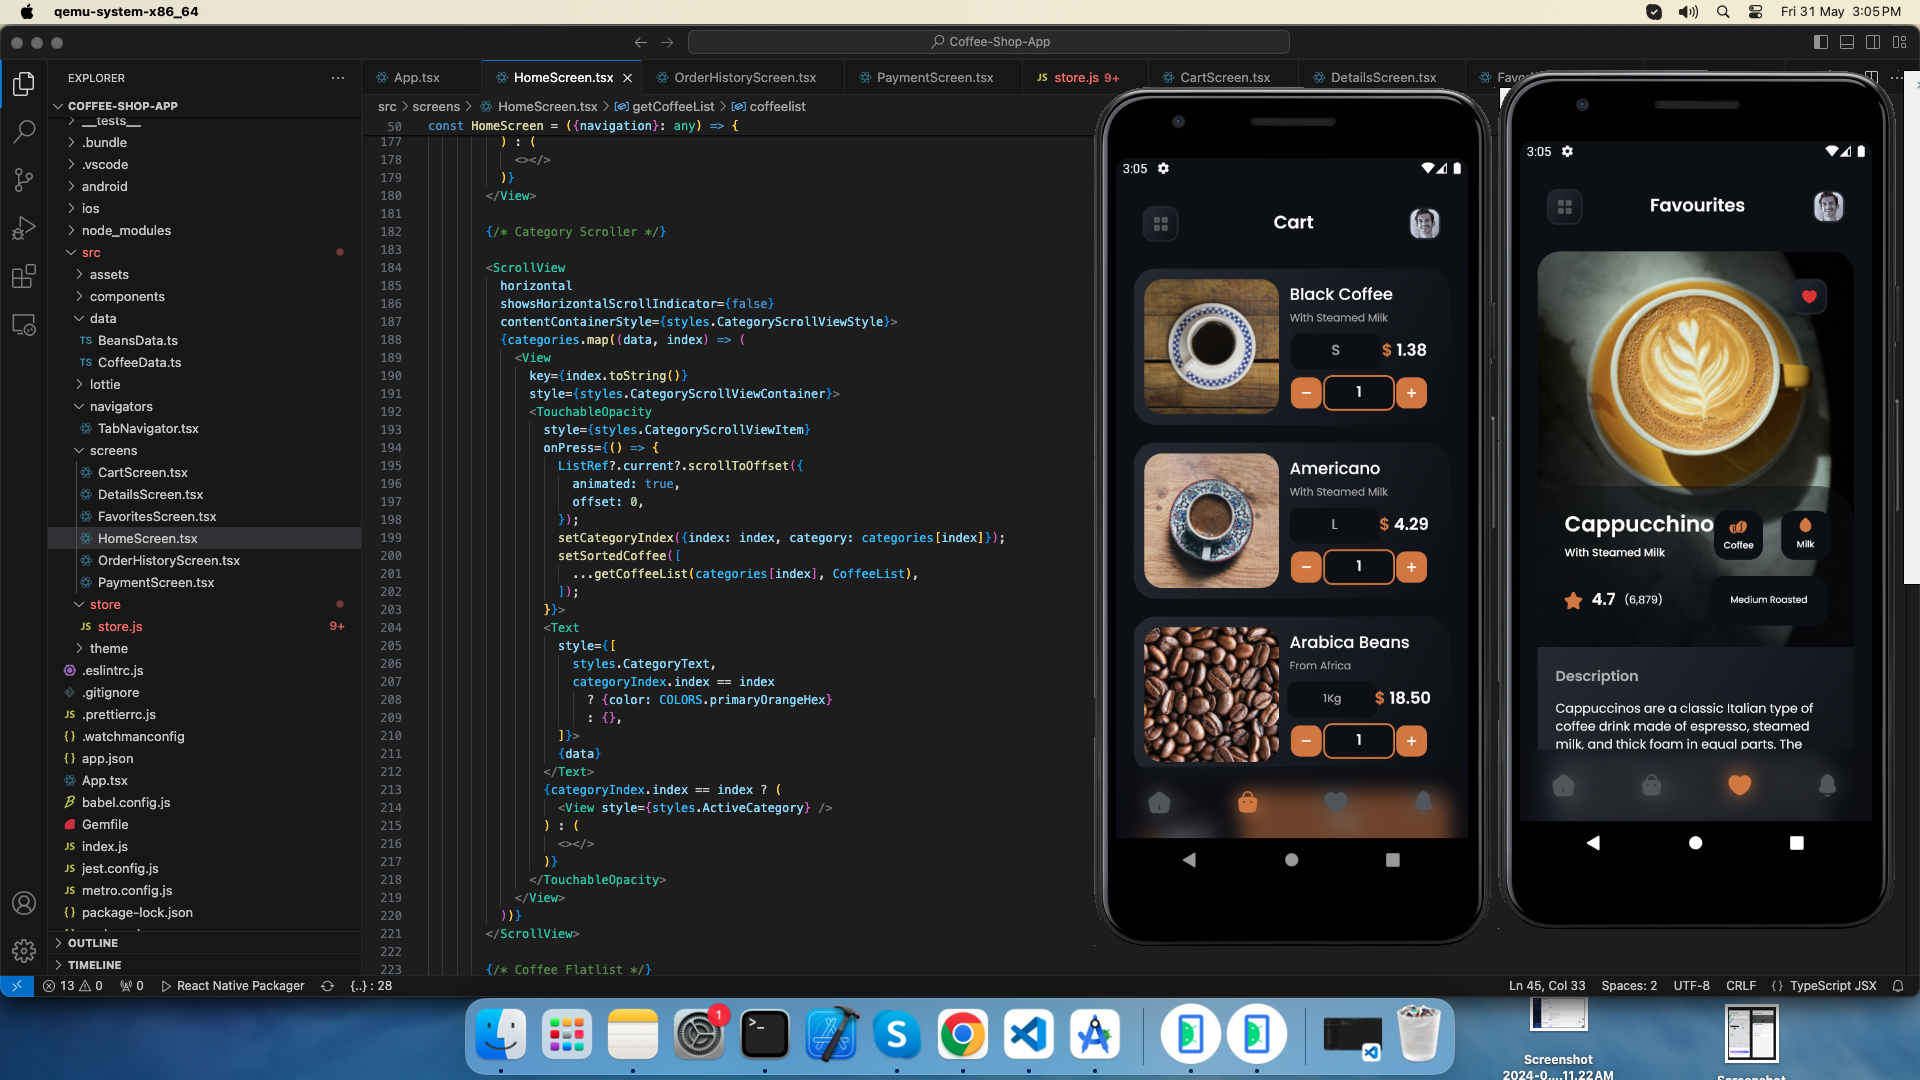 qemu-system-x86_64
Fri 31 May 3:05PM
Coffee-Shop-App
EXPLORER
App.tsx
HomeScreen.tsx
OrderHistoryScreen.tsx
PaymentScreen.tsx
JS store.js 9+
CartScreen.tsx
DetailsScreen.tsx
COFFEE-SHOP-APP
__tests__
.bundle
.vscode
android
ios
node_modules
src
assets
components
data
TS BeansData.ts
TS CoffeeData.ts
lottie
navigators
TabNavigator.tsx
screens
CartScreen.tsx
DetailsScreen.tsx
FavoritesScreen.tsx
HomeScreen.tsx
OrderHistoryScreen.tsx
PaymentScreen.tsx
store
JS store.js 9+
theme
.eslintrc.js
.gitignore
JS .prettierrc.js
{} .watchmanconfig
{} app.json
App.tsx
babel.config.js
Gemfile
JS index.js
JS jest.config.js
JS metro.config.js
{} package-lock.json
OUTLINE
TIMELINE
src > screens > HomeScreen.tsx > getCoffeeList > coffeelist
50 const HomeScreen = ({navigation}: any) => {
177 ) : (
178 <></>
179 )}
180 </View>
181
182 {/* Category Scroller */}
183
184 <ScrollView
185 horizontal
186 showsHorizontalScrollIndicator={false}
187 contentContainerStyle={styles.CategoryScrollViewStyle}>
188 {categories.map((data, index) => (
189 <View
190 key={index.toString()}
191 style={styles.CategoryScrollViewContainer}>
192 <TouchableOpacity
193 style={styles.CategoryScrollViewItem}
194 onPress={() => {
195 ListRef?.current?.scrollToOffset({
196 animated: true,
197 offset: 0,
198 });
199 setCategoryIndex({index: index, category: categories[index]});
200 setSortedCoffee([
201 ...getCoffeeList(categories[index], CoffeeList),
202 ]);
203 }}>
204 <Text
205 style={[
206 styles.CategoryText,
207 categoryIndex.index == index
208 ? {color: COLORS.primaryOrangeHex}
209 : {},
210 ]}>
211 {data}
212 </Text>
213 {categoryIndex.index == index ? (
214 <View style={styles.ActiveCategory} />
215 ) : (
216 <></>
217 )}
218 </TouchableOpacity>
219 </View>
220 ))}
221 </ScrollView>
222
223 {/* Coffee Flatlist */}
3:05
Cart
Black Coffee
With Steamed Milk
S $ 1.38
− 1 +
Americano
With Steamed Milk
L $ 4.29
− 1 +
Arabica Beans
From Africa
1Kg $ 18.50
− 1 +
3:05
Favourites
Cappucchino
With Steamed Milk
Coffee
Milk
4.7 (6,879)
Medium Roasted
Description
Cappuccinos are a classic Italian type of
coffee drink made of espresso, steamed
milk, and thick foam in equal parts. The
13 0 0 React Native Packager {..} : 28
Ln 45, Col 33 Spaces: 2 UTF-8 CRLF {} TypeScript JSX
1
Screenshot
2024-0....11.22AM